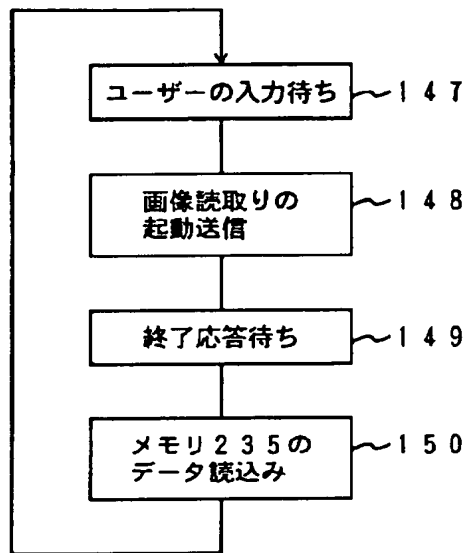 ユーザーの入力待ち 〜147
画像読取りの 〜148
起動送信
終了応答待ち 〜149
メモリ235の 〜150
データ読込み